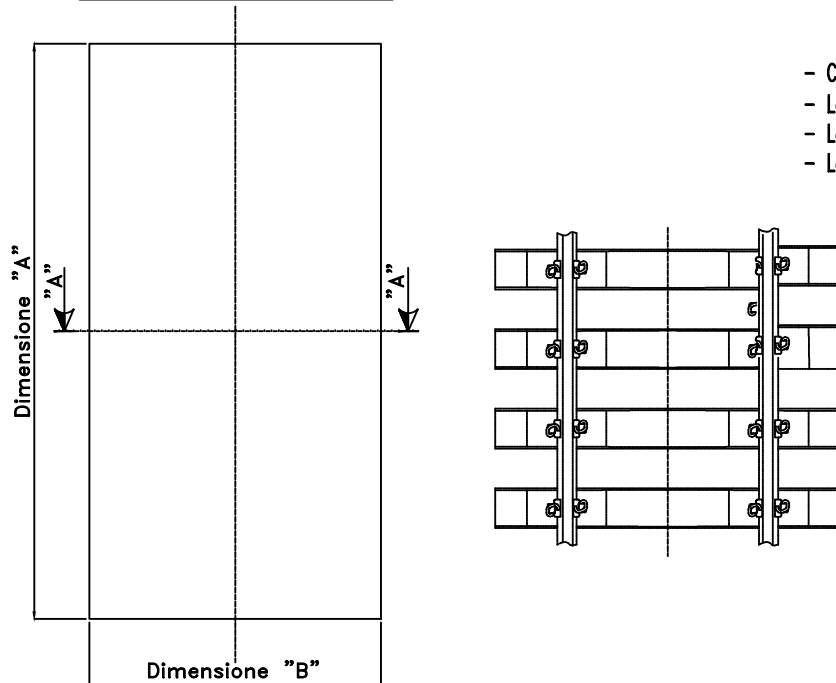 Dimensione "A"
"A"
"A"
Dimensione "B"
- C
- L
- L
- L